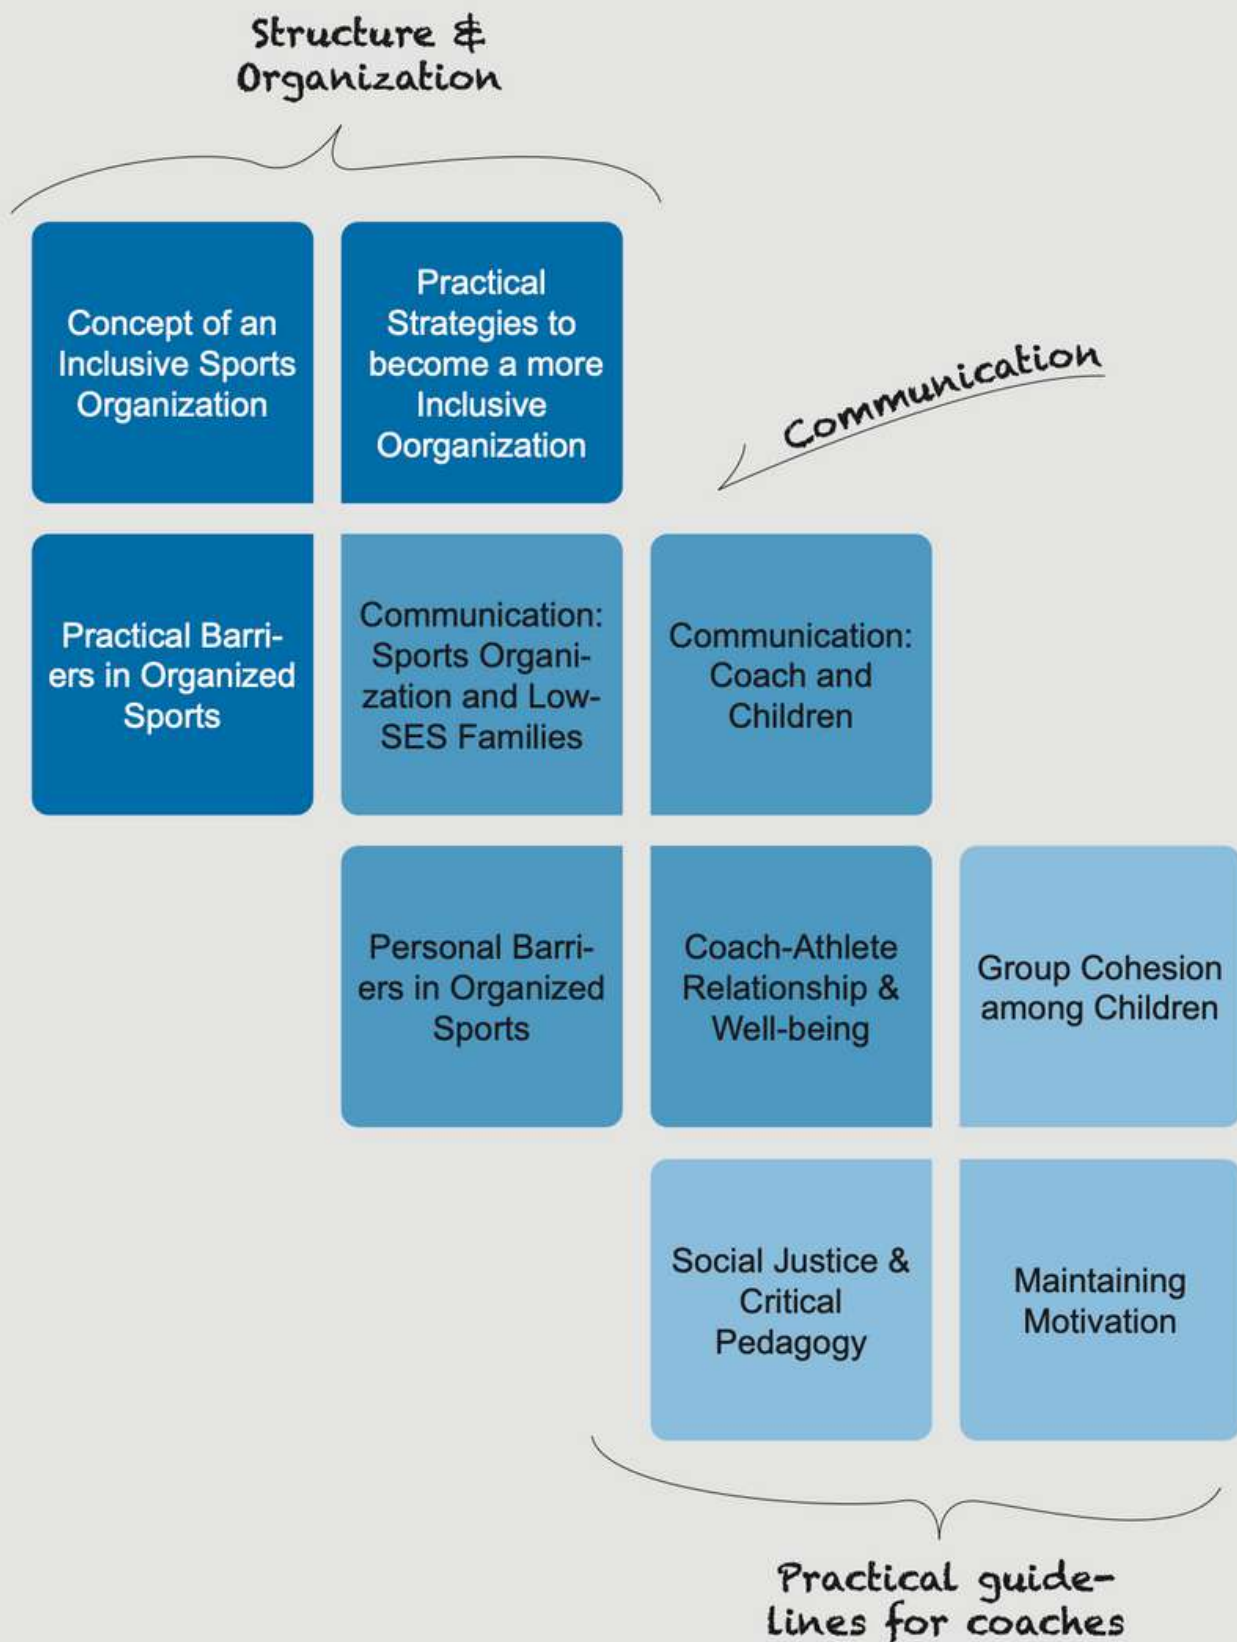 Structure &
Organization
Concept of an
Inclusive Sports
Organization
Practical
Strategies to
become a more
Inclusive
Oorganization
Communication
Practical Barri-
ers in Organized
Sports
Communication:
Sports Organi-
zation and Low-
SES Families
Communication:
Coach and
Children
Personal Barri-
ers in Organized
Sports
Coach-Athlete
Relationship &
Well-being
Group Cohesion
among Children
Social Justice &
Critical
Pedagogy
Maintaining
Motivation
Practical guide-
lines for coaches